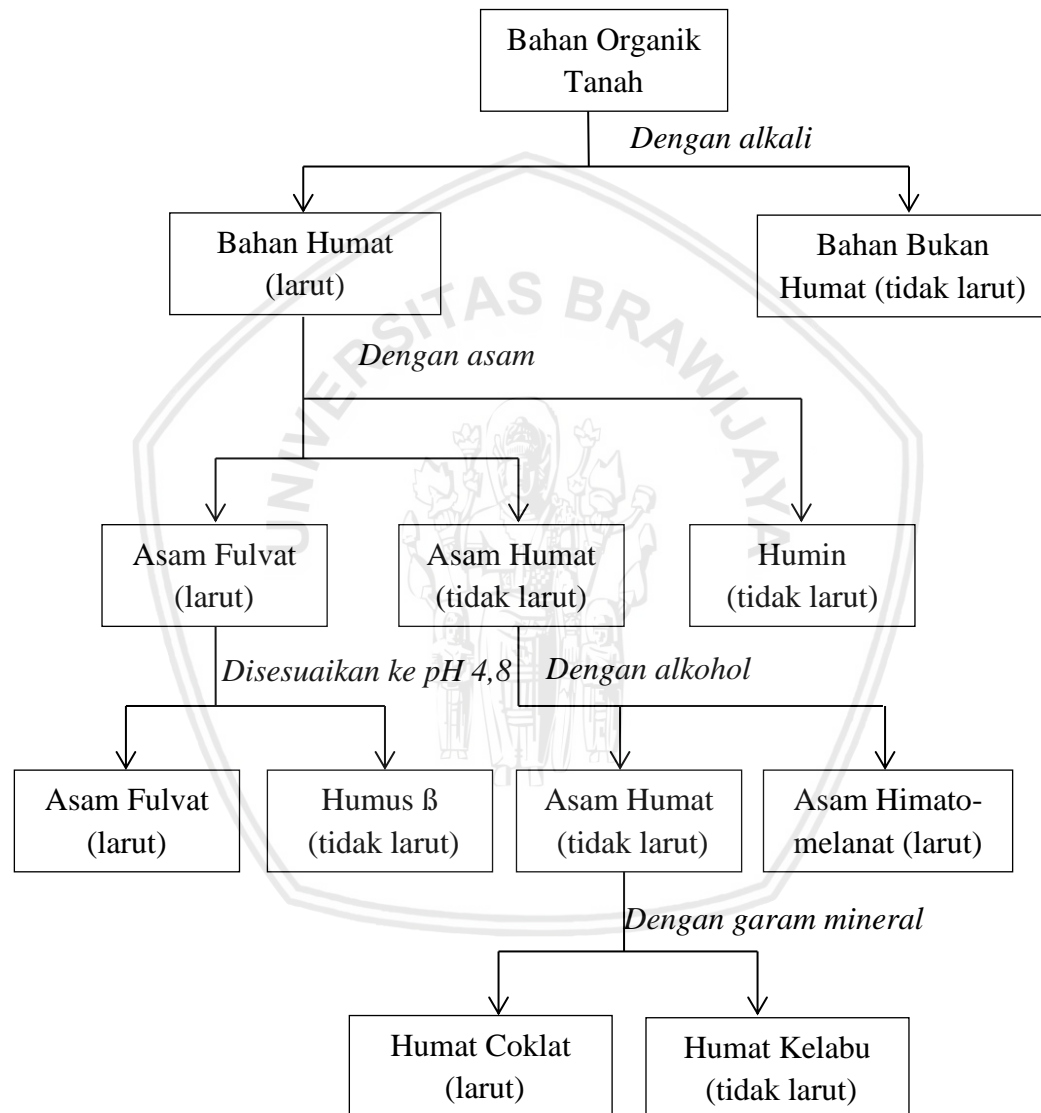 Bahan Organik
Tanah
Dengan alkali
Bahan Humat
(larut)
Bahan Bukan
Humat (tidak larut)
UNIVERSITAS BRAWIJAYA
Dengan asam
Asam Fulvat
(larut)
Asam Humat
(tidak larut)
Humin
(tidak larut)
Disesuaikan ke pH 4,8
Dengan alkohol
Asam Fulvat
(larut)
Humus ß
(tidak larut)
Asam Humat
(tidak larut)
Asam Himato-
melanat (larut)
Dengan garam mineral
Humat Coklat
(larut)
Humat Kelabu
(tidak larut)